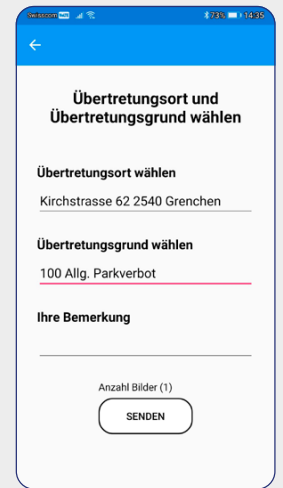 Swisscom
73% 14:35
Übertretungsort und
Übertretungsgrund wählen
Übertretungsort wählen
Kirchstrasse 62 2540 Grenchen
Übertretungsgrund wählen
100 Allg. Parkverbot
Ihre Bemerkung
Anzahl Bilder (1)
SENDEN